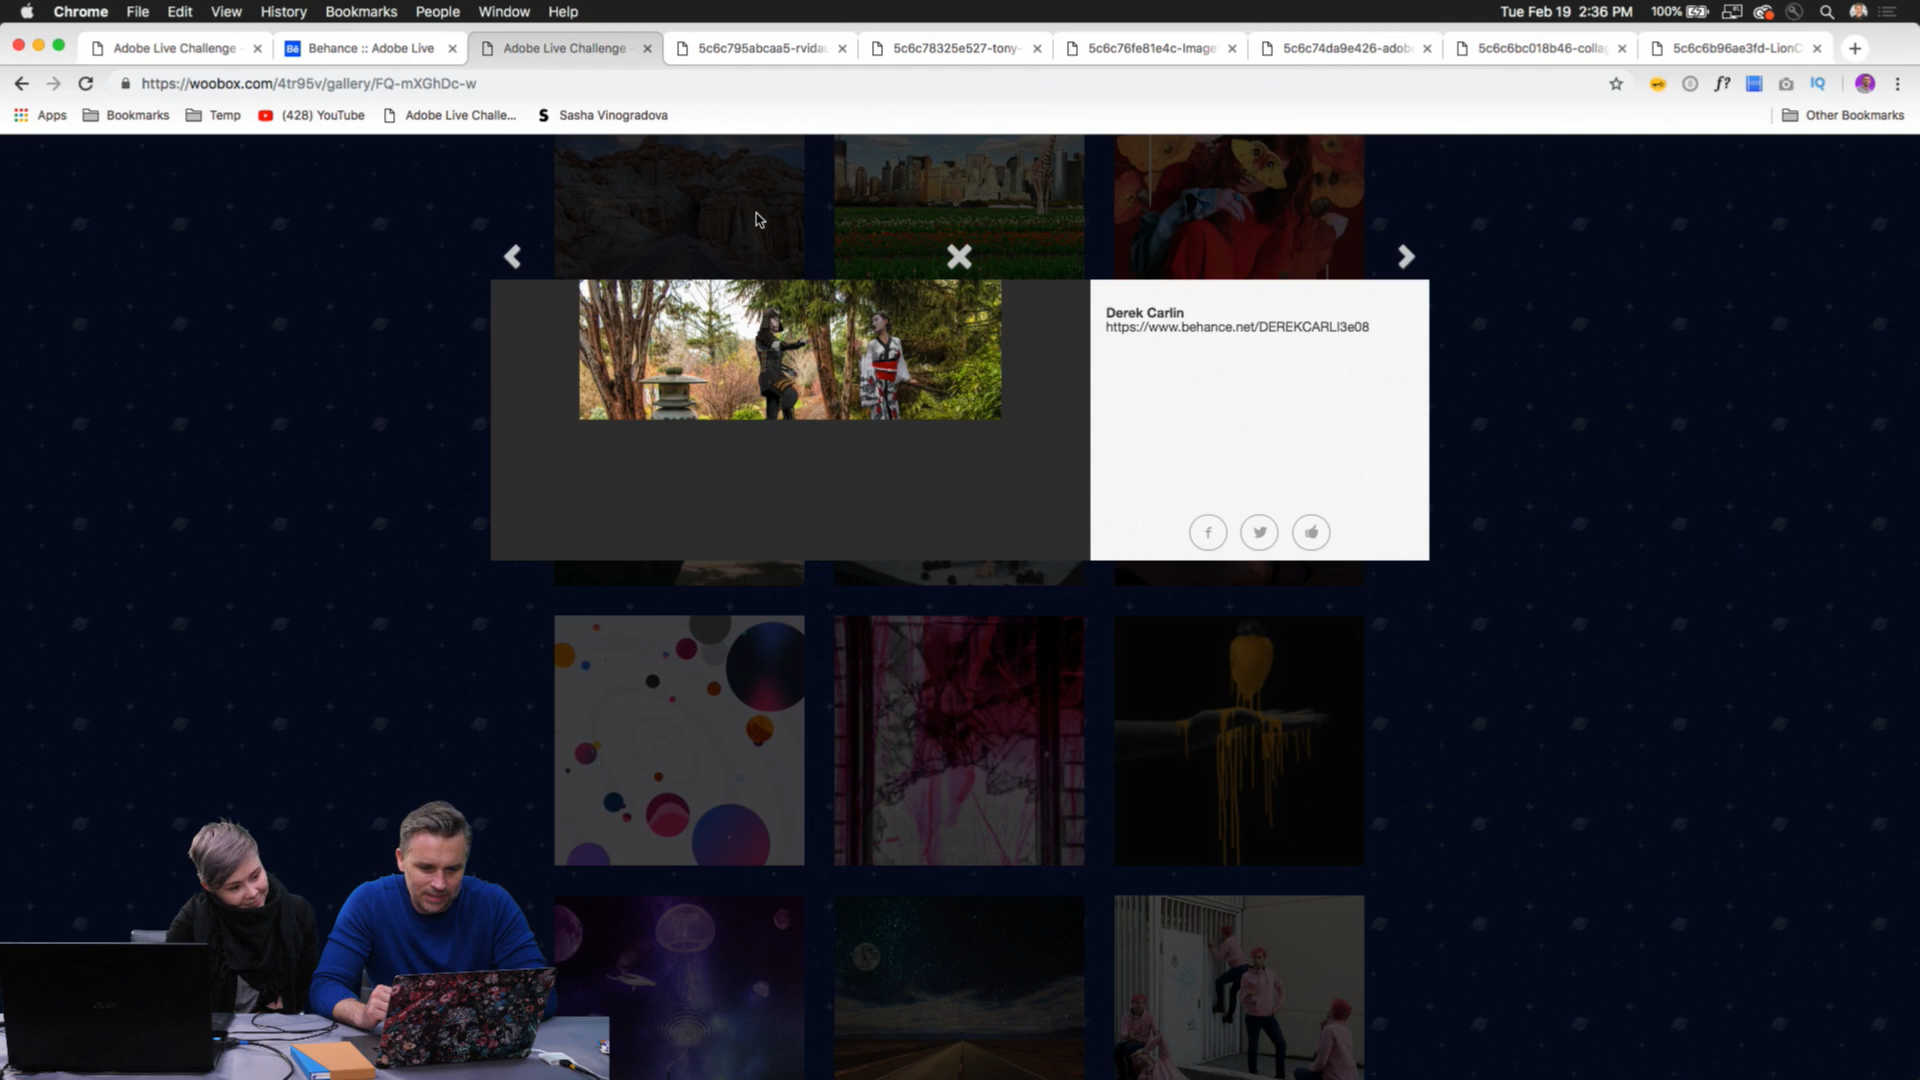 Chrome File Edit View History Bookmarks People Window Help
Tue Feb 19 2:36 PM 100%
Adobe Live Challenge -
Behance :: Adobe Live
Adobe Live Challenge -
5c6c795abcaa5-rvida
5c6c78325e527-tony-
5c6c76fe81e4c-Image
5c6c74da9e426-adob
5c6c6bc018b46-colla
5c6c6b96ae3fd-LionC
https://woobox.com/4tr95v/gallery/FQ-mXGhDc-w
f? IQ
Apps Bookmarks Temp (428) YouTube Adobe Live Challe... S Sasha Vinogradova Other Bookmarks
Derek Carlin
https://www.behance.net/DEREKCARLI3e08